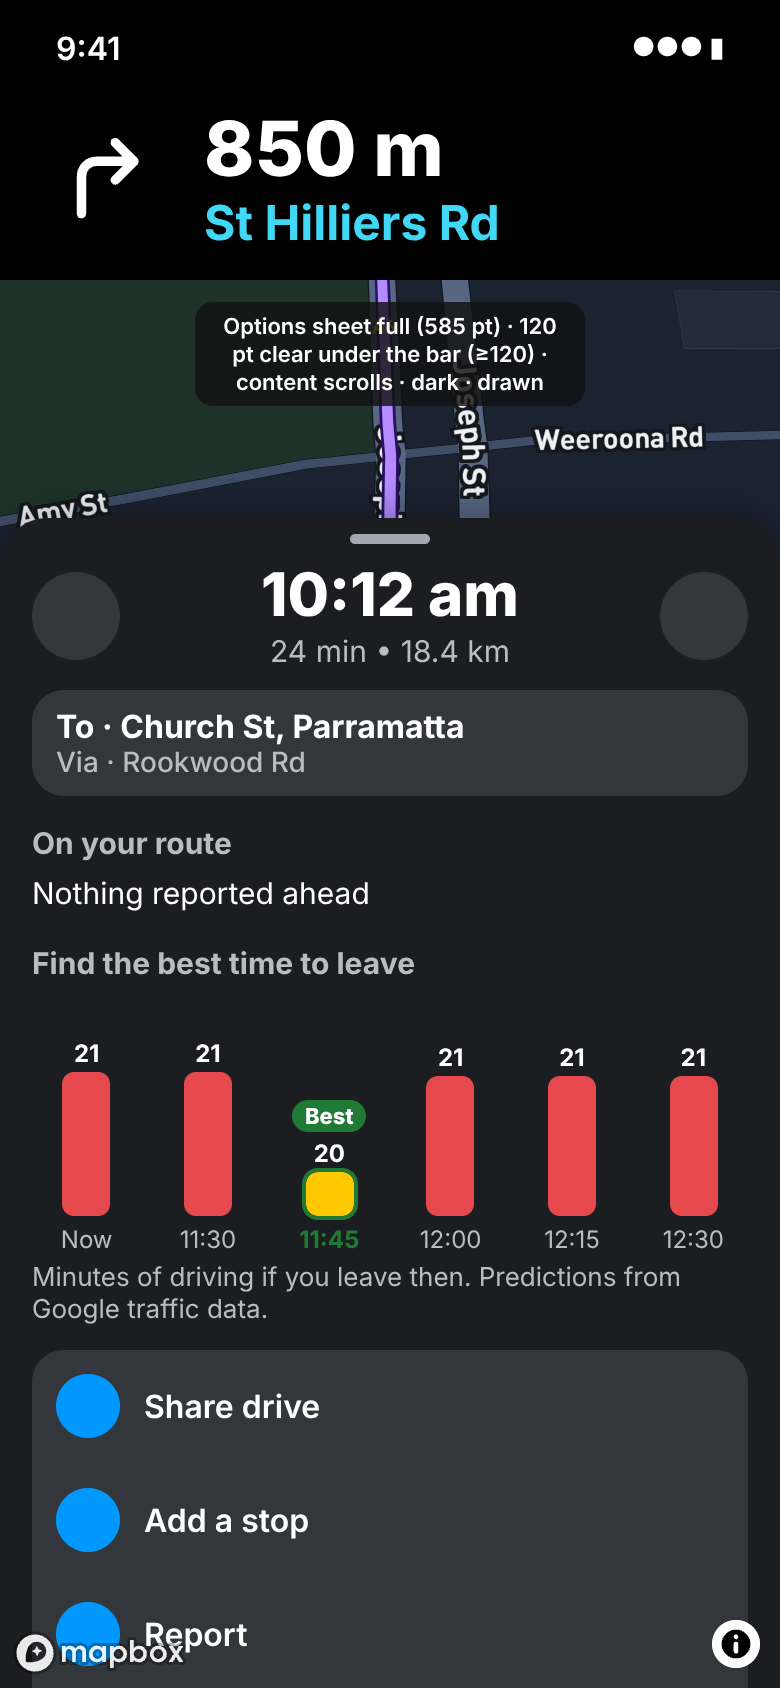 9:41
850 m
St Hilliers Rd
Options sheet full (585 pt) · 120
pt clear under the bar (≥120) ·
content scrolls · dark · drawn
Joseph St
Weeroona Rd
Amy St
10:12 am
24 min • 18.4 km
To · Church St, Parramatta
Via · Rookwood Rd
On your route
Nothing reported ahead
Find the best time to leave
21 21 Best 20 21 21 21
Now 11:30 11:45 12:00 12:15 12:30
Minutes of driving if you leave then. Predictions from
Google traffic data.
Share drive
Add a stop
Report
mapbox